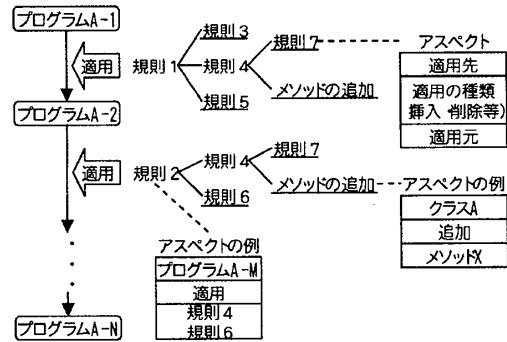 プログラムA-1
適用
規則1
規則3
規則4
規則5
規則7
メソッドの追加
アスペクト
適用先
適用の種類
挿入・削除等)
適用元
プログラムA-2
適用
規則2
規則4
規則6
規則7
メソッドの追加
アスペクトの例
クラスA
追加
メソッドX
アスペクトの例
プログラムA-M
適用
規則4
規則6
プログラムA-N